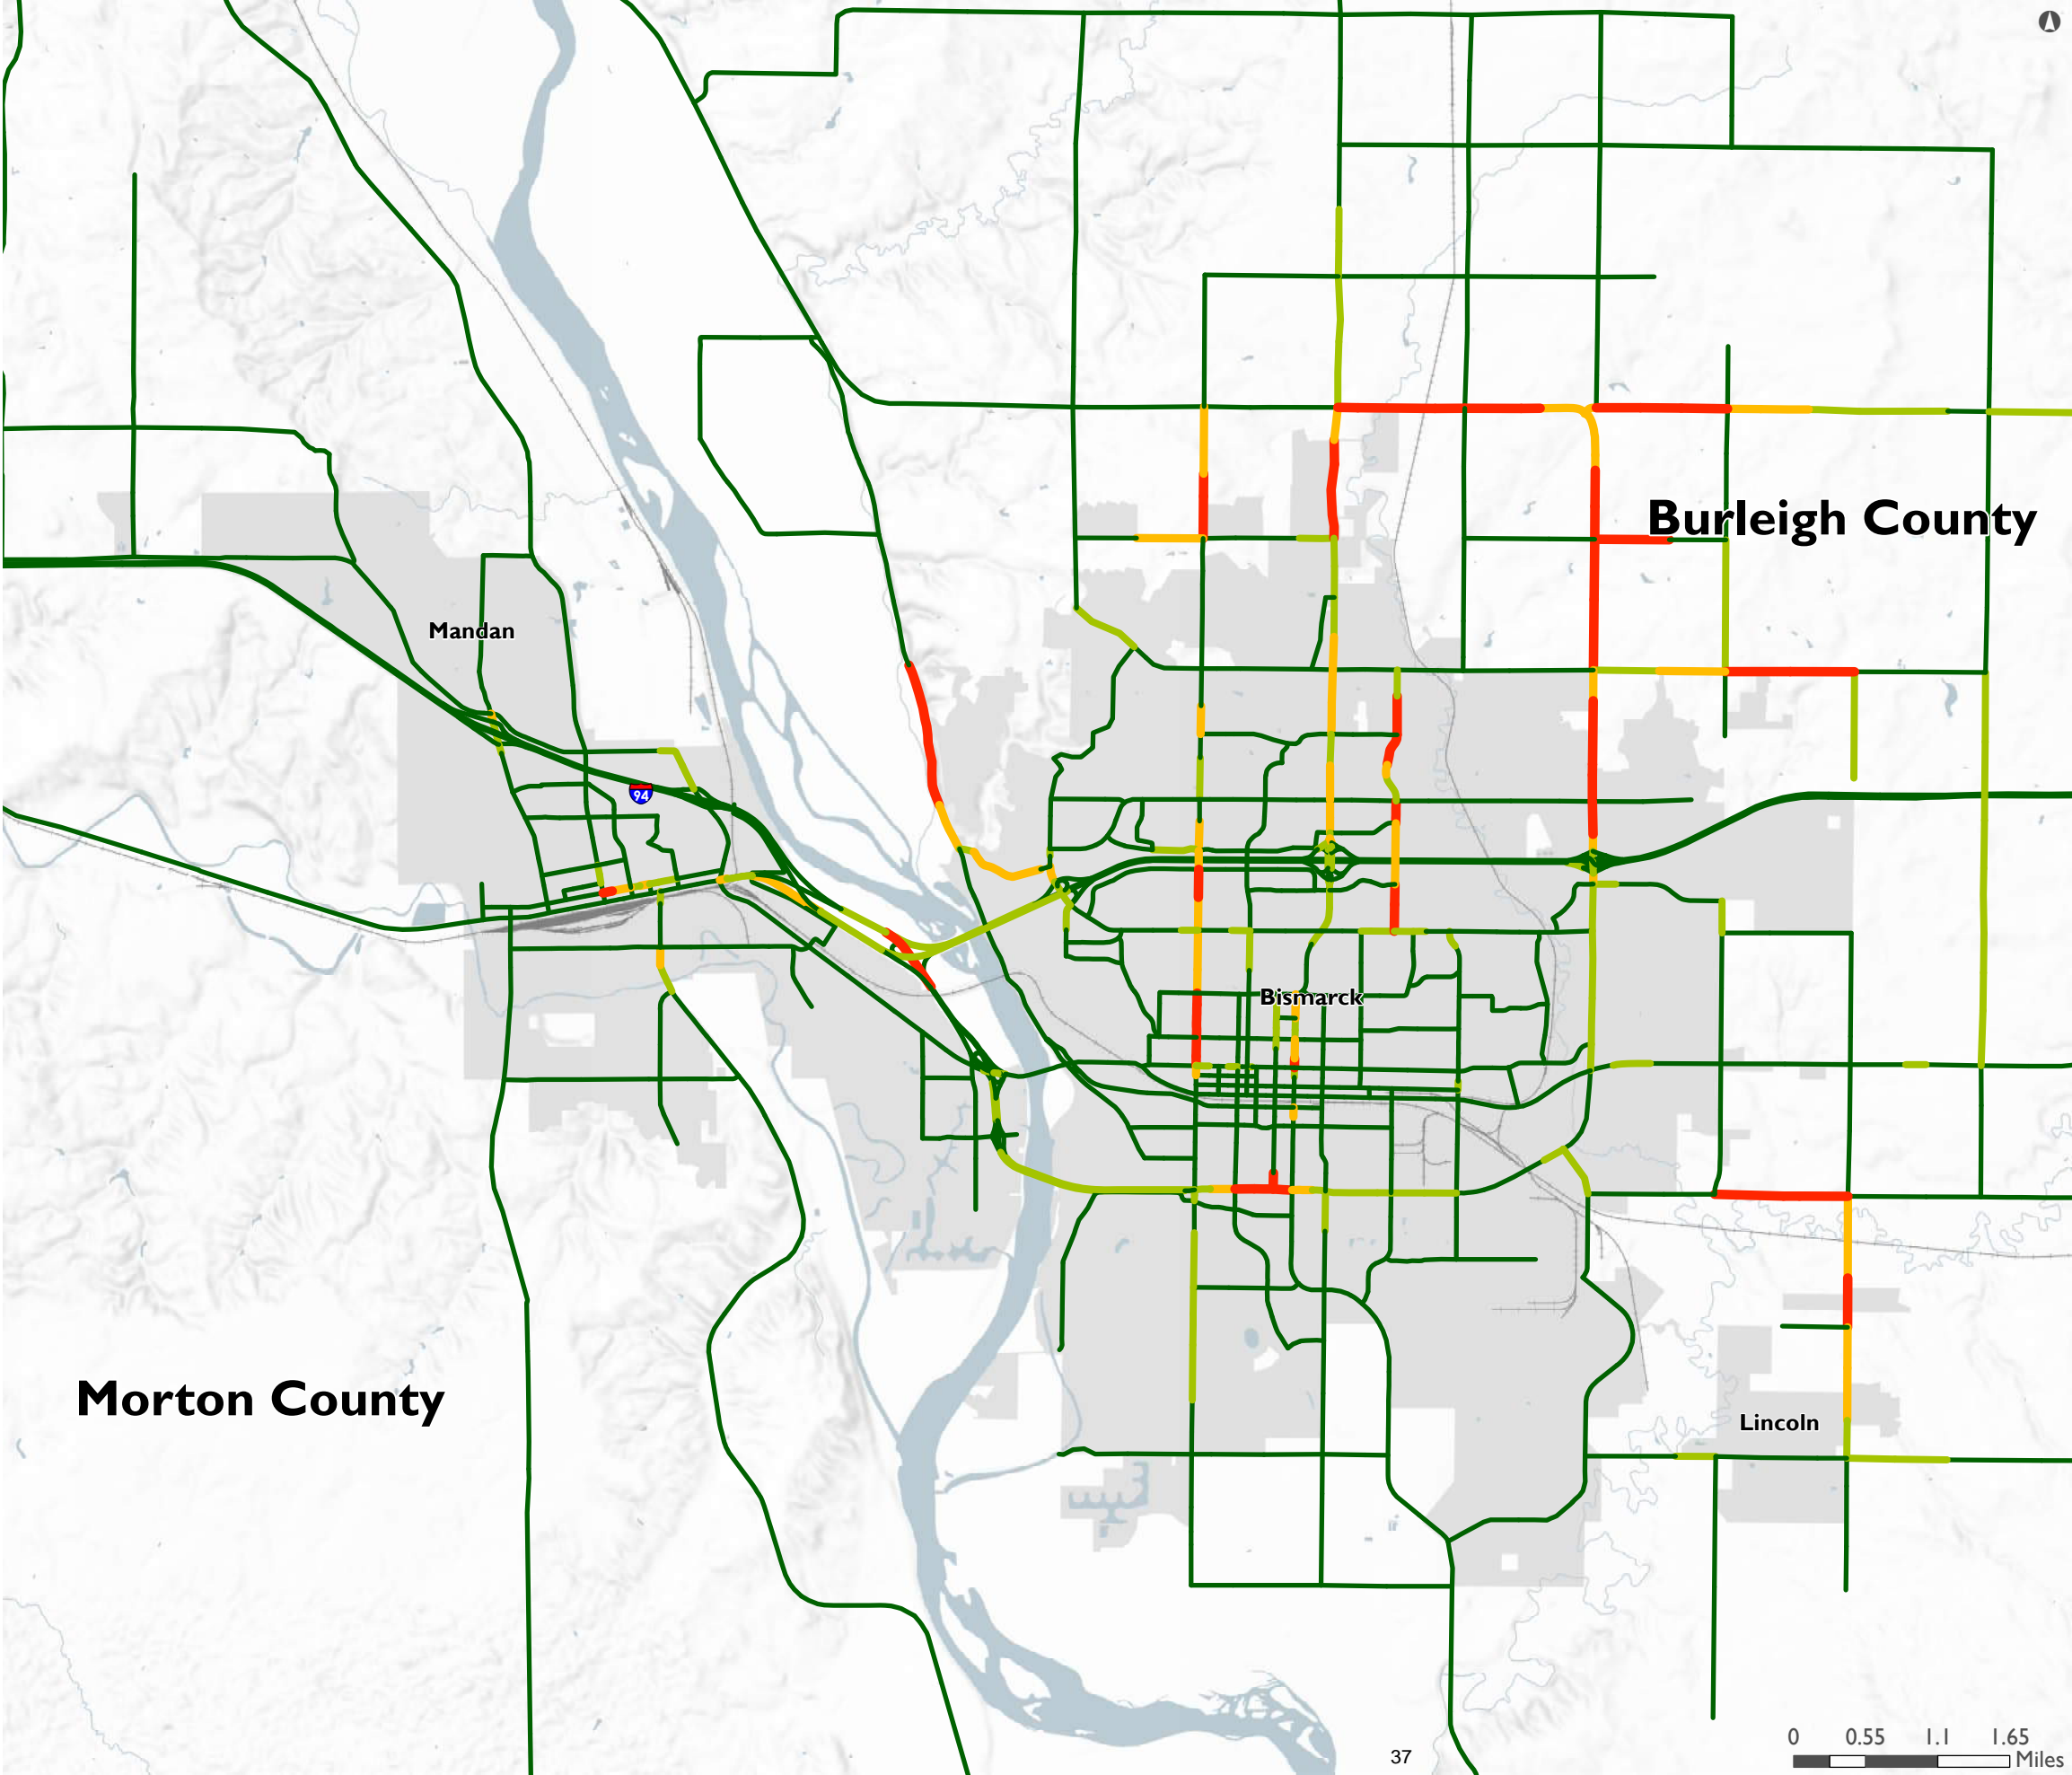 Burleigh County
Mandan
94
Bismarck
Morton County
Lincoln
0 0.55 1.1 1.65
Miles
37